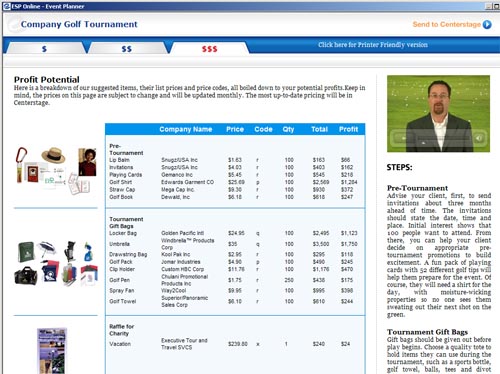 ESP Online - Event Planner
Company Golf Tournament
Send to Centerstage
$ $$ $$$
Click here for Printer Friendly version
Profit Potential
Here is a breakdown of our suggested items, their list prices and price codes, all boiled down to your potential profits.Keep in
mind, the prices on this page are subject to change and will be updated monthly. The most up-to-date pricing will be in
Centerstage.
Company Name Price Code Qty Total Profit
Pre-
Tournament
Lip Balm Snugz/USA Inc $1.63 r 100 $163 $66
Invitations Snugz/USA Inc $4.03 r 100 $403 $162
Playing Cards Gemanco Inc $5.45 r 100 $545 $218
Golf Shirt Edwards Garment CO $25.69 p 100 $2,569 $1,284
Straw Cap Mega Cap Inc. $9.30 r 100 $930 $372
Golf Book Dewald, Inc $6.18 r 100 $618 $247
Tournament
Gift Bags
Locker Bag Golden Pacific Intl $24.95 q 100 $2,495 $1,123
Umbrella Windbrella™ Products
Corp $35 q 100 $3,500 $1,750
Drawstring Bag Kool Pak Inc $2.95 r 100 $295 $118
Golf Pack Jornar Industries $4.90 p 100 $490 $245
Clip Holder Custom HBC Corp $11.76 r 100 $1,176 $470
Golf Pen Chulani Promotional
Products Inc $1.75 r 250 $438 $175
Spray Fan Way2Cool $9.95 r 100 $995 $398
Golf Towel Superior/Panoramic
Sales Corp $6.10 r 100 $610 $244
Raffle for
Charity
Vacation Executive Tour and
Travel SVCS $239.80 x 1 $240 $24
STEPS:
Pre-Tournament
Advise your client, first, to send
invitations about three months
ahead of time. The invitations
should state the date, time and
place. Initial interest shows that
100 people want to attend. From
there, you can help your client
decide on appropriate pre-
tournament promotions to build
excitement. A fun pack of playing
cards with 52 different golf tips will
help them prepare for the event. Of
course, they will need a shirt for the
day, with moisture-wicking
properties so no one sees them
sweating out their next shot on the
green.
Tournament Gift Bags
Gift bags should be given out before
play begins. Choose a quality tote to
hold items they can use during the
tournament, such as a sports bottle,
golf towel, balls, tees and divot